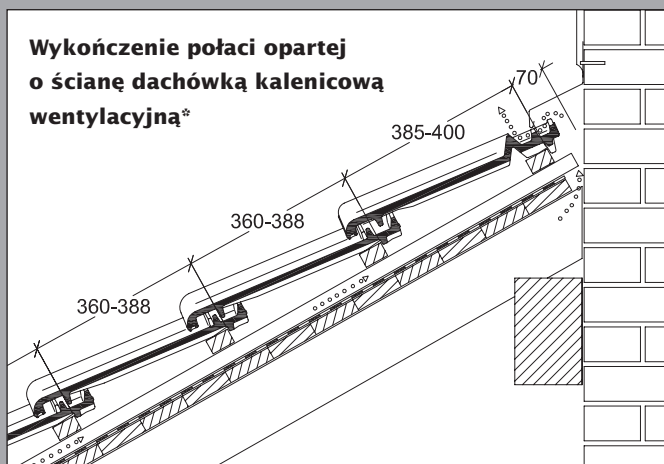 Wykończenie połaci opartej
o ścianę dachówką kalenicową
wentylacyjną*
70
385-400
360-388
360-388